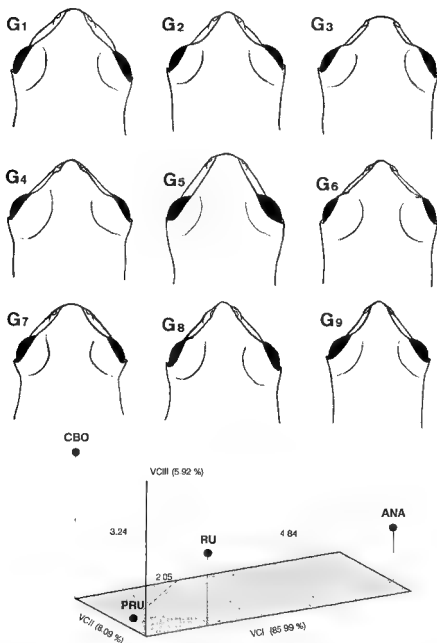 G1
G2
G3
G4
G5
G6
G7
G8
G9
CBO
VCIII (5.92 %)
ANA
3.24
RU
4.84
2.05
PRU
VCII (8.09 %)
VCI (85.99 %)